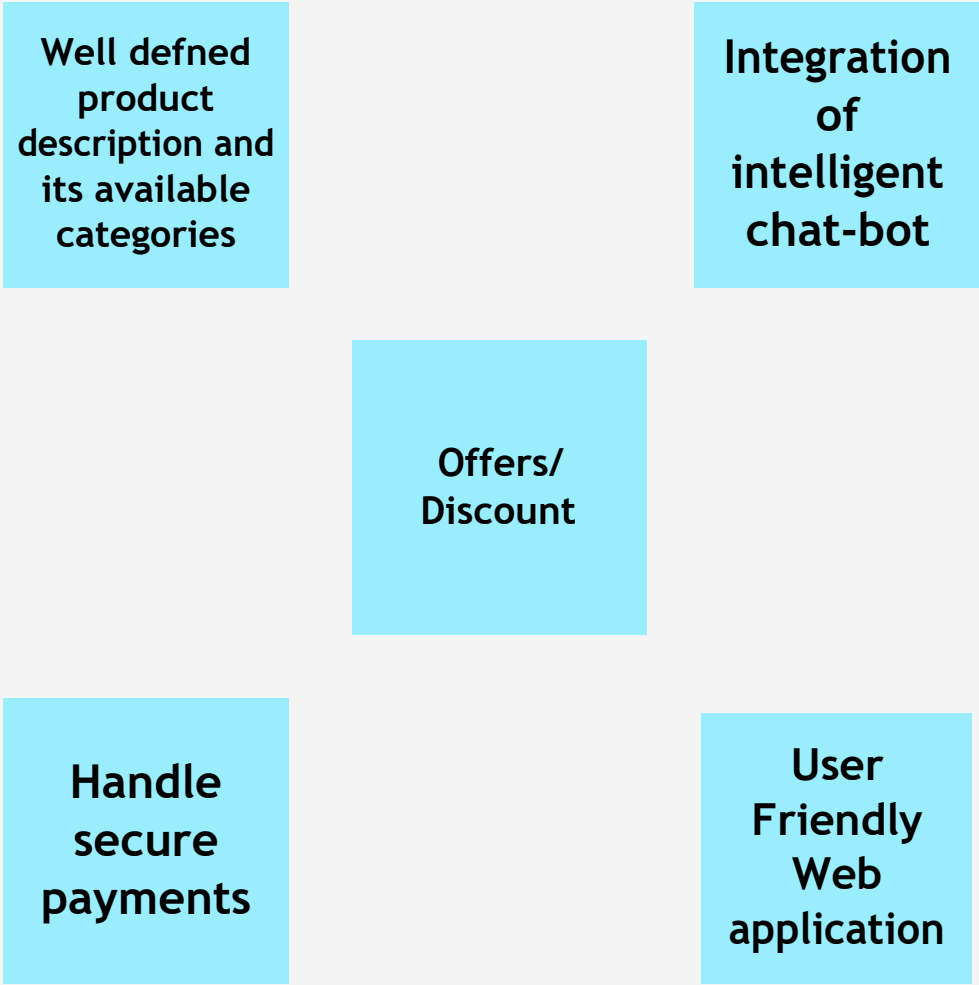 Well defned
product
description and
its available
categories
Integration
of
intelligent
chat-bot
Offers/
Discount
Handle
secure
payments
User
Friendly
Web
application